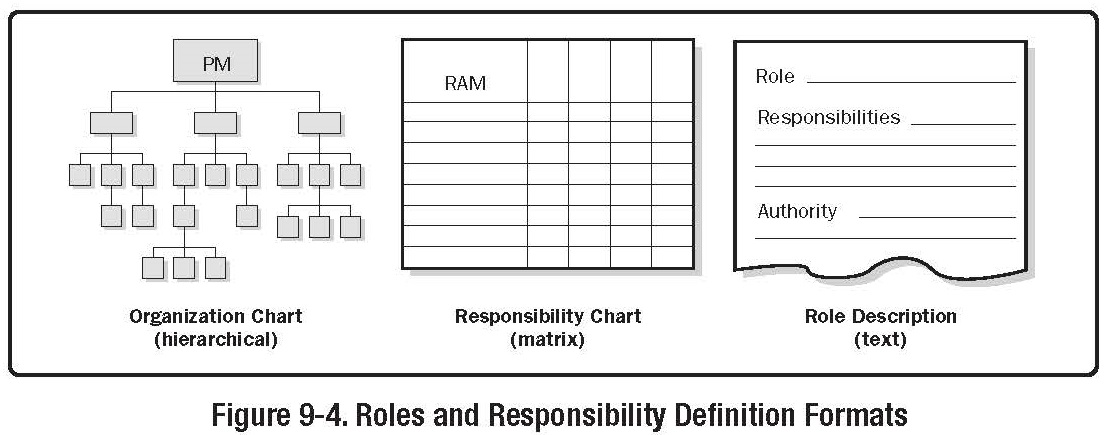 PM
RAM
Role
Responsibilities
Authority
Organization Chart
(hierarchical)
Responsibility Chart
(matrix)
Role Description
(text)
Figure 9-4. Roles and Responsibility Definition Formats